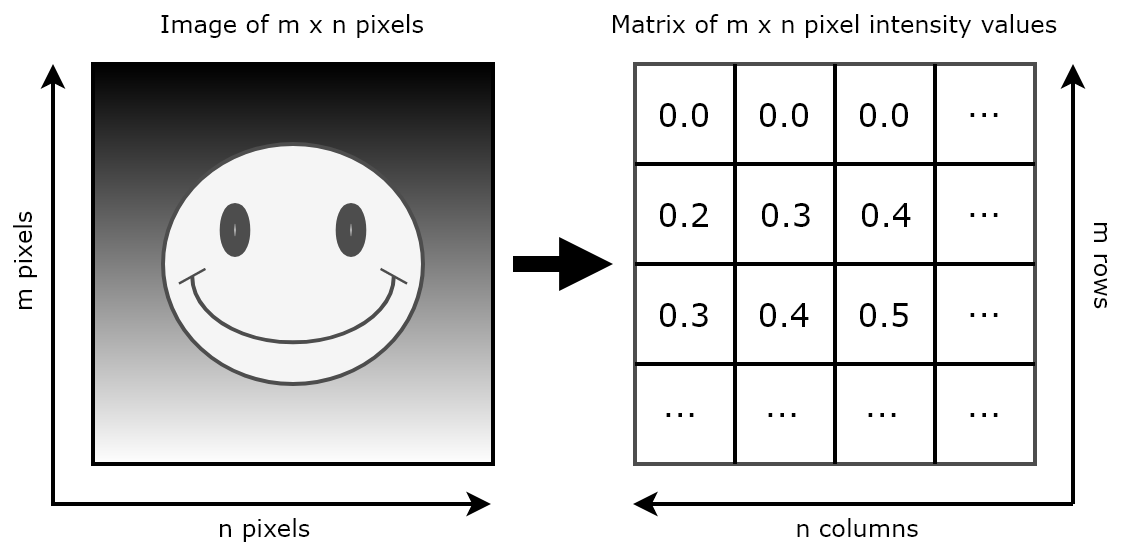 Image of m x n pixels
Matrix of m x n pixel intensity values
m pixels
n pixels
0.0 0.0 0.0 ...
0.2 0.3 0.4 ...
0.3 0.4 0.5 ...
... ... ... ...
m rows
n columns